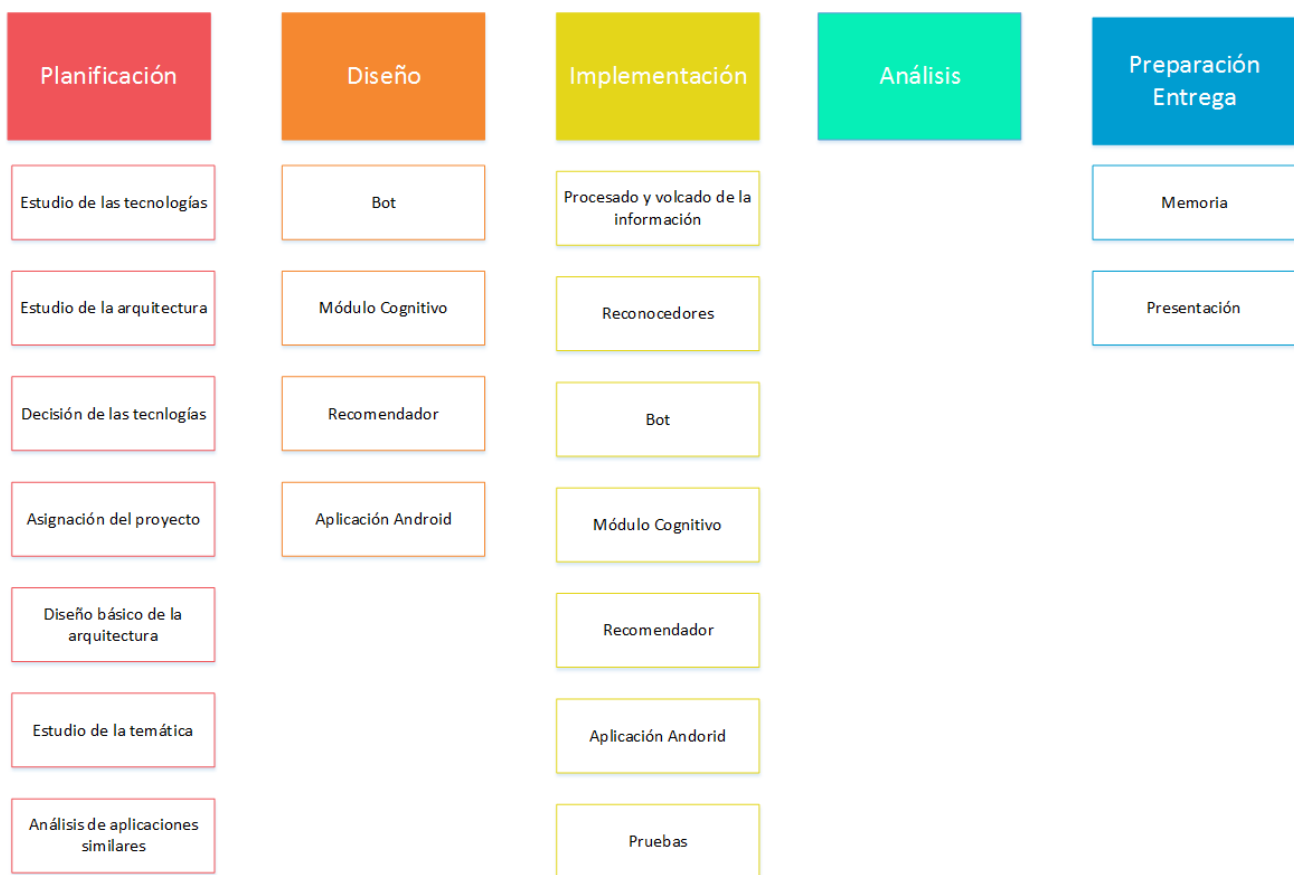 Planificación
Estudio de las tecnologías
Estudio de la arquitectura
Decisión de las tecnlogías
Asignación del proyecto
Diseño básico de la
arquitectura
Estudio de la temática
Análisis de aplicaciones
similares
Diseño
Bot
Módulo Cognitivo
Recomendador
Aplicación Android
Implementación
Procesado y volcado de la
información
Reconocedores
Bot
Módulo Cognitivo
Recomendador
Aplicación Andorid
Pruebas
Análisis
Preparación
Entrega
Memoria
Presentación